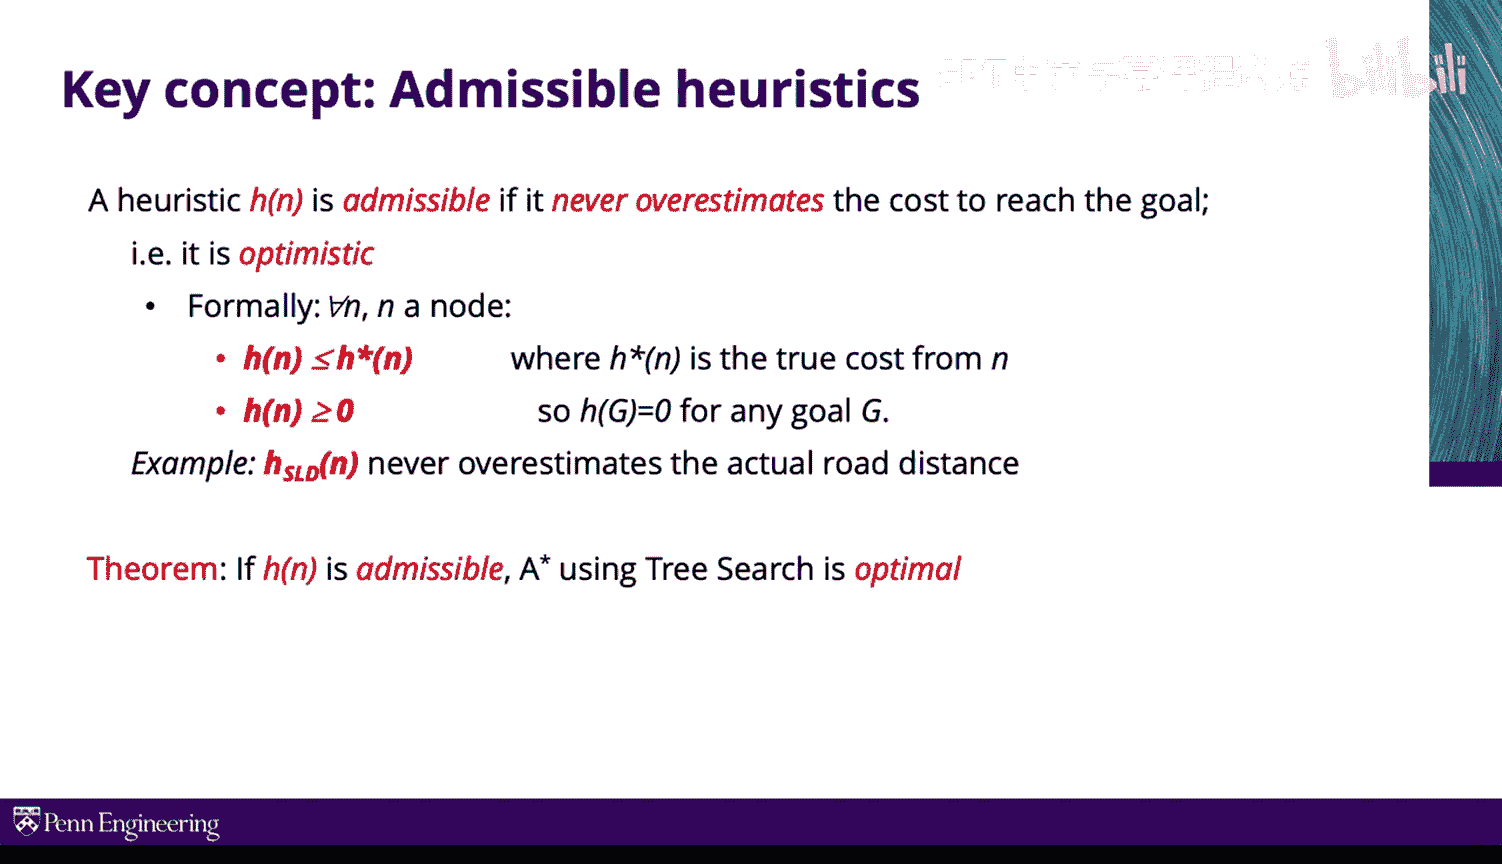 Key concept: Admissible heuristics
bilibili
A heuristic h(n) is admissible if it never overestimates the cost to reach the goal;
i.e. it is optimistic
• Formally: ∀n, n a node:
• h(n) ≤h*(n) where h*(n) is the true cost from n
• h(n) ≥0 so h(G)=0 for any goal G.
Example: hSLD(n) never overestimates the actual road distance
Theorem: If h(n) is admissible, A* using Tree Search is optimal
Penn Engineering